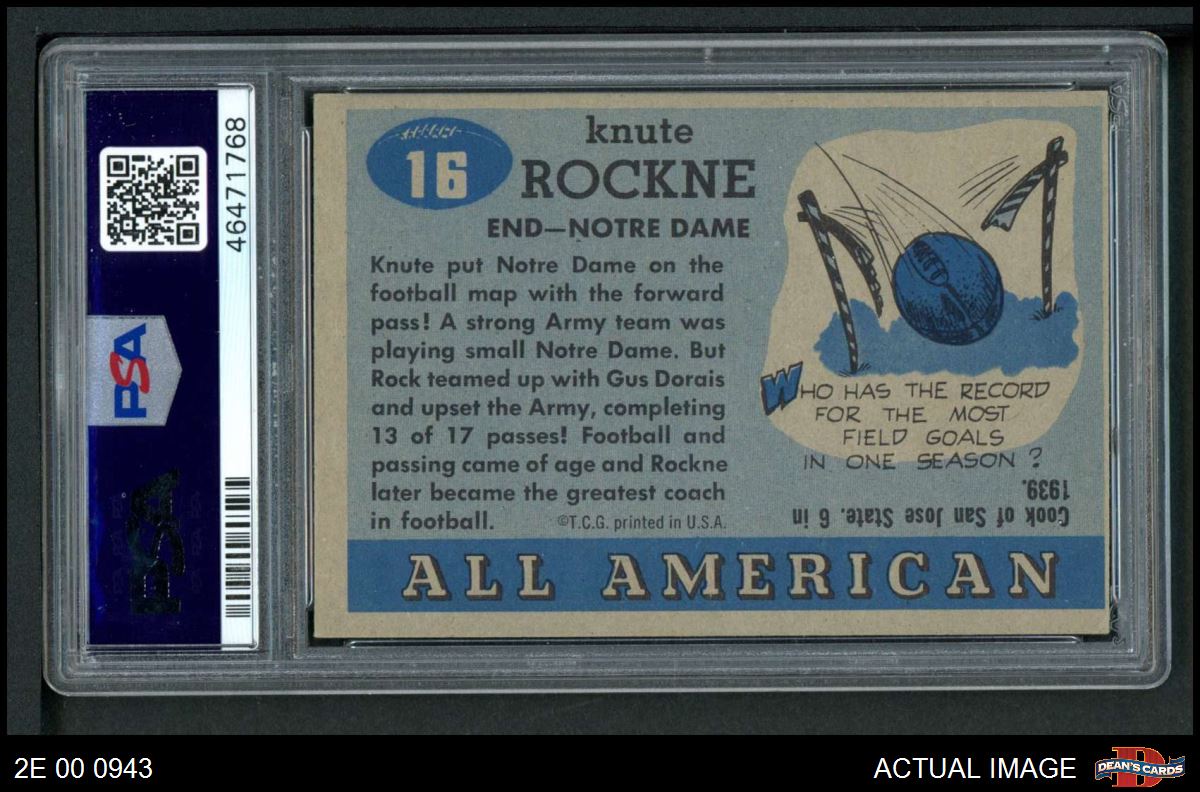 46471768
PSA
PSA
16
knute
ROCKNE
END—NOTRE DAME
Knute put Notre Dame on the
football map with the forward
pass! A strong Army team was
playing small Notre Dame. But
Rock teamed up with Gus Dorais
and upset the Army, completing
13 of 17 passes! Football and
passing came of age and Rockne
later became the greatest coach
in football.
©T.C.G. printed in U.S.A.
WHO HAS THE RECORD
FOR THE MOST
FIELD GOALS
IN ONE SEASON?
Cook of San Jose State. 6 in
1939.
ALL AMERICAN
2E 00 0943
ACTUAL IMAGE
DEAN'S CARDS